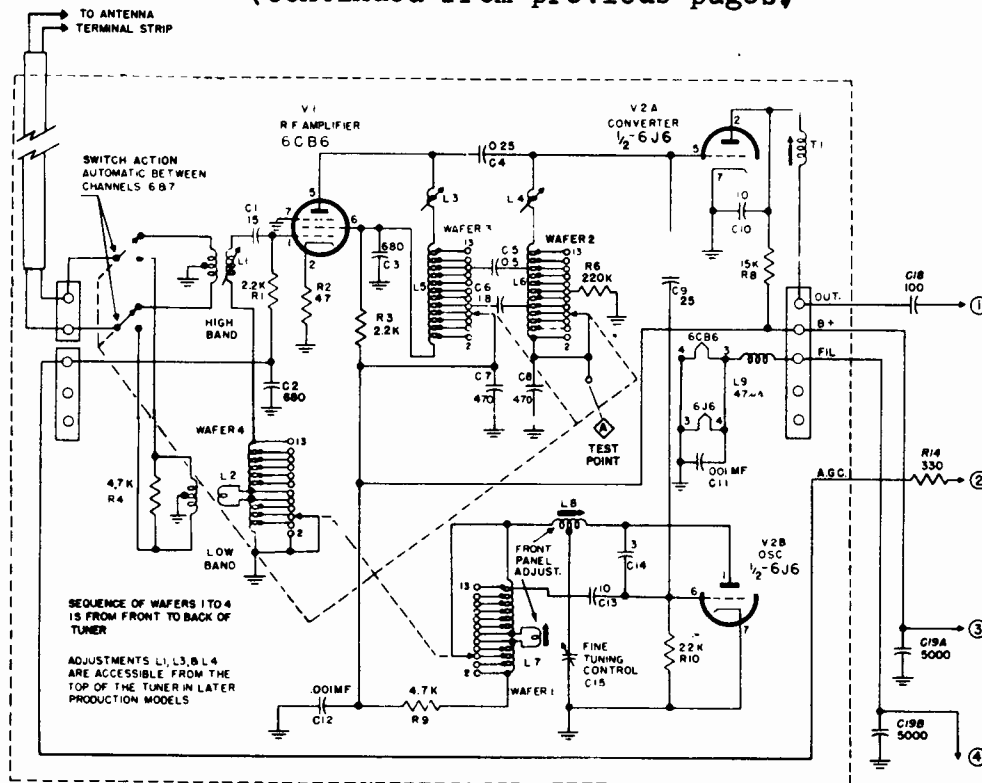 (Continued from previous pages)
TO ANTENNA
TERMINAL STRIP
V1
R.F. AMPLIFIER
6CB6
V2A
CONVERTER
1/2-6J6
SWITCH ACTION
AUTOMATIC BETWEEN
CHANNELS 6&7
C1
15
5
7
1
6
2
0.25
C4
5
2
7
T1
L3
L4
10
C10
L1
2.2K
R1
R2
47
680
C3
WAFER 3
13
L5
2
C5
0.5
C6
.18
WAFER 2
13
L6
2
R6
220K
15K
R8
C9
25
HIGH
BAND
R3
2.2K
OUT.
C18
100
1
B+
FIL
6CB6
4
3
L9
6J6
3
4
.001MF
C11
C2
680
C7
470
C8
470
A
TEST
POINT
WAFER 4
13
2
4.7K
R4
L2
LOW
BAND
A.G.C.
R14
330
2
L8
FRONT
PANEL
ADJUST.
3
C14
V2B
OSC
1/2-6J6
1
6
7
13
10
C13
2
L7
WAFER 1
FINE
TUNING
CONTROL
C15
22K
R10
SEQUENCE OF WAFERS 1 TO 4
IS FROM FRONT TO BACK OF
TUNER
ADJUSTMENTS L1, L3, & L4
ARE ACCESSIBLE FROM THE
TOP OF THE TUNER IN LATER
PRODUCTION MODELS
.001MF
C12
4.7K
R9
C19A
5000
3
C19B
5000
4